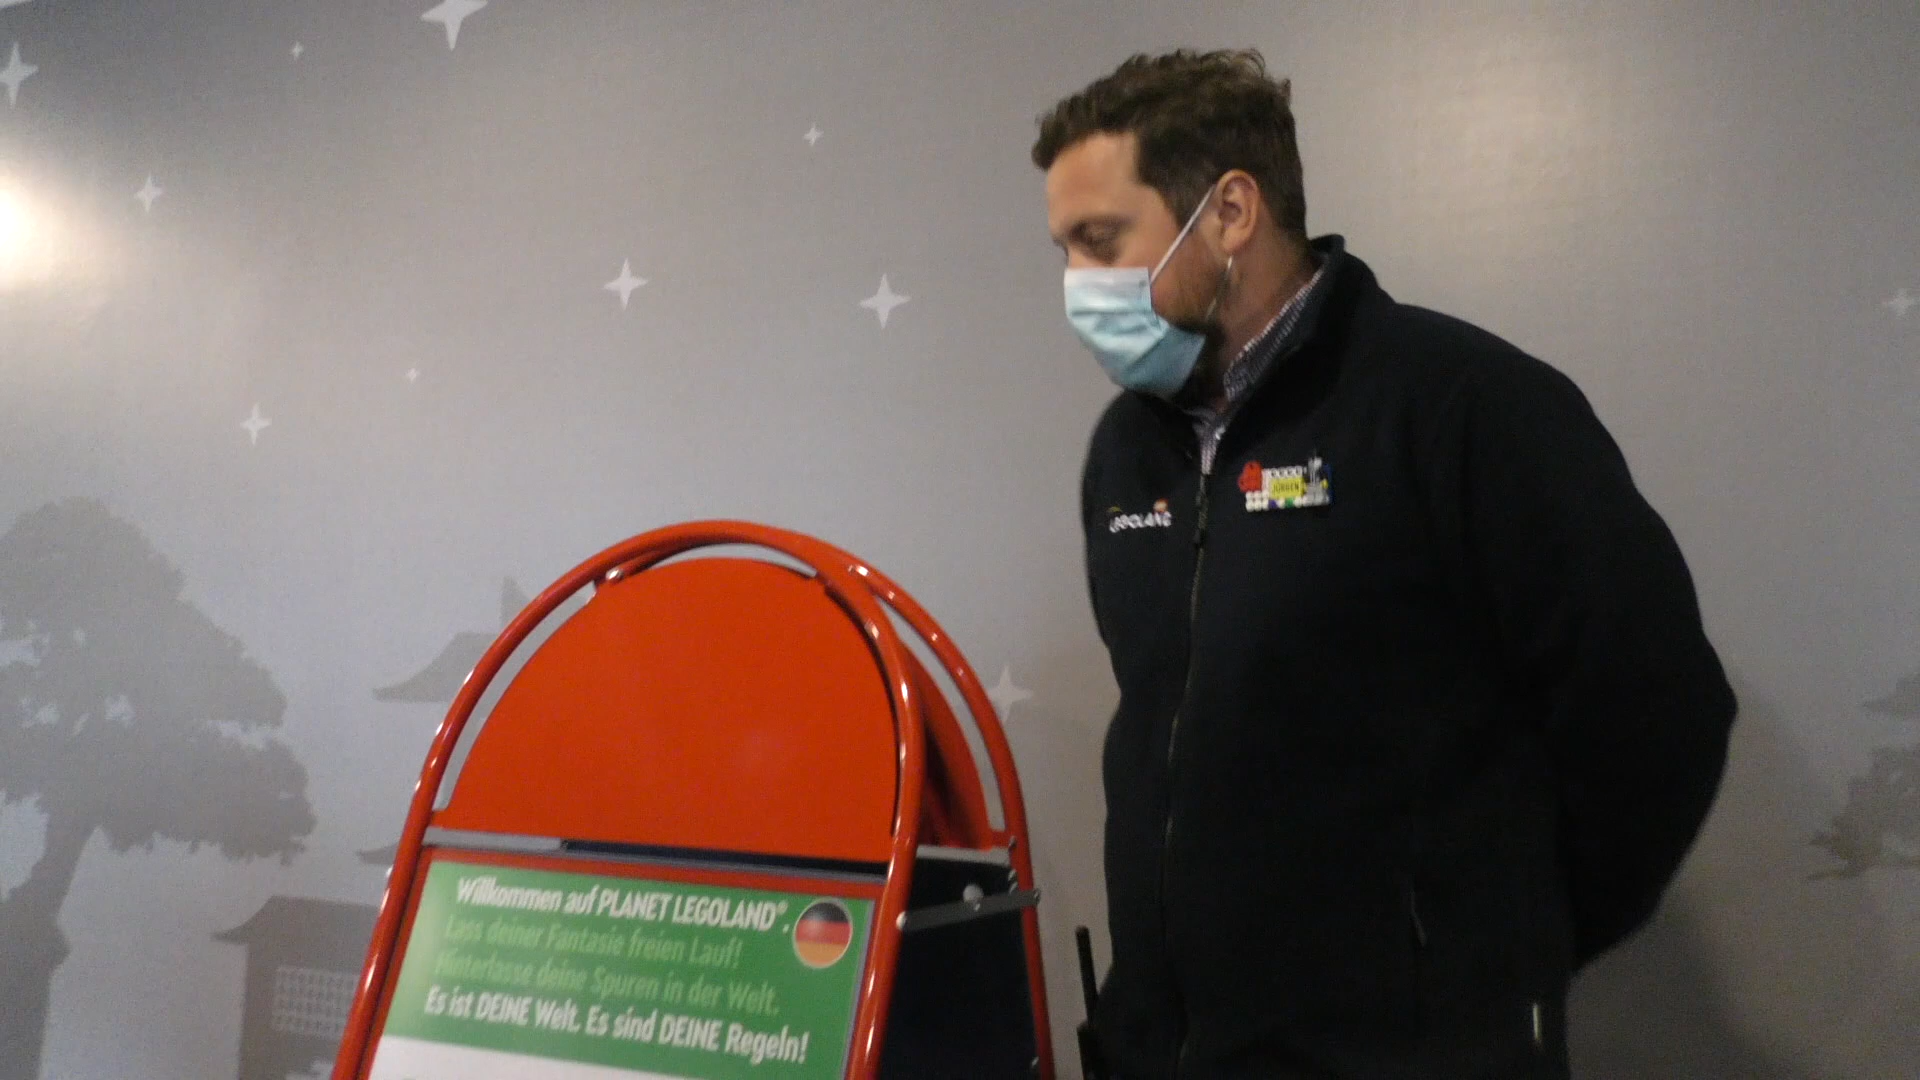 LEGOLAND
JÜRGEN
Willkommen auf PLANET LEGOLAND®.
Lass deiner Fantasie freien Lauf!
Hinterlasse deine Spuren in der Welt.
Es ist DEINE Welt. Es sind DEINE Regeln!